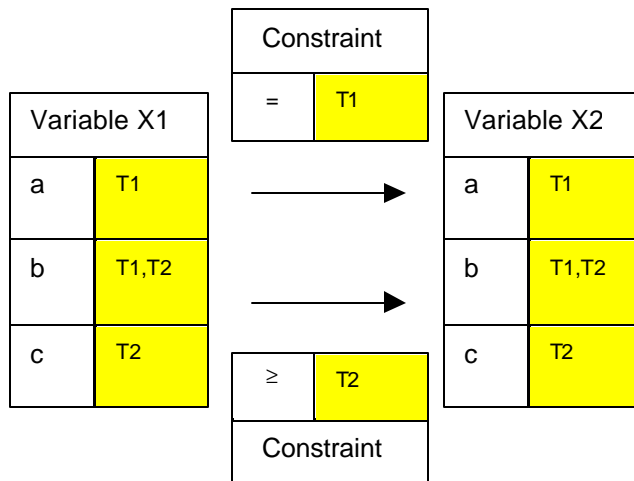 Constraint
= T1
Variable X1
a T1
b T1,T2
c T2
Variable X2
a T1
b T1,T2
c T2
≥ T2
Constraint